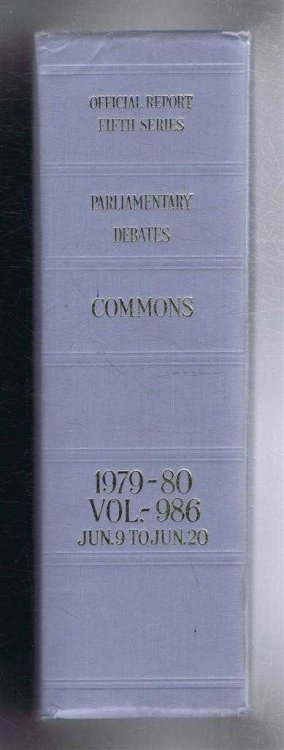 OFFICIAL REPORT
FIFTH SERIES
PARLIAMENTARY
DEBATES
COMMONS
1979-80
VOL.-986
JUN.9 TO JUN.20